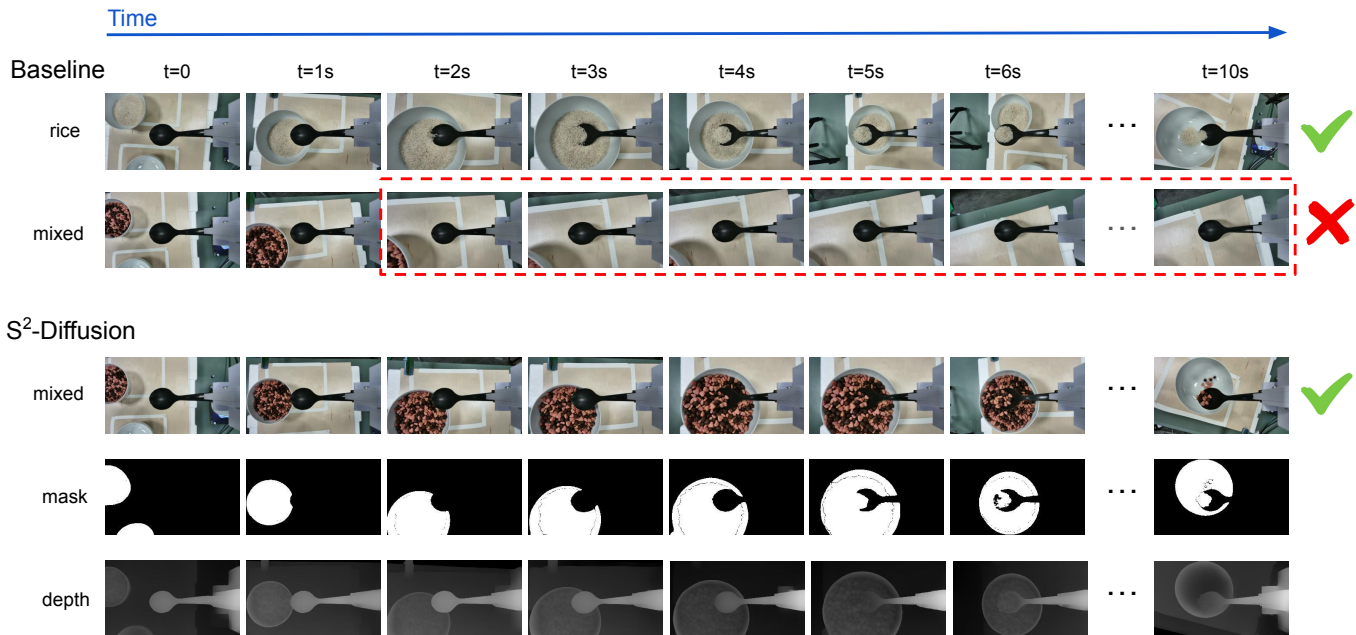 Time
Baseline t=0 t=1s t=2s t=3s t=4s t=5s t=6s t=10s
rice ...
mixed ...
S²-Diffusion
mixed ...
mask ...
depth ...